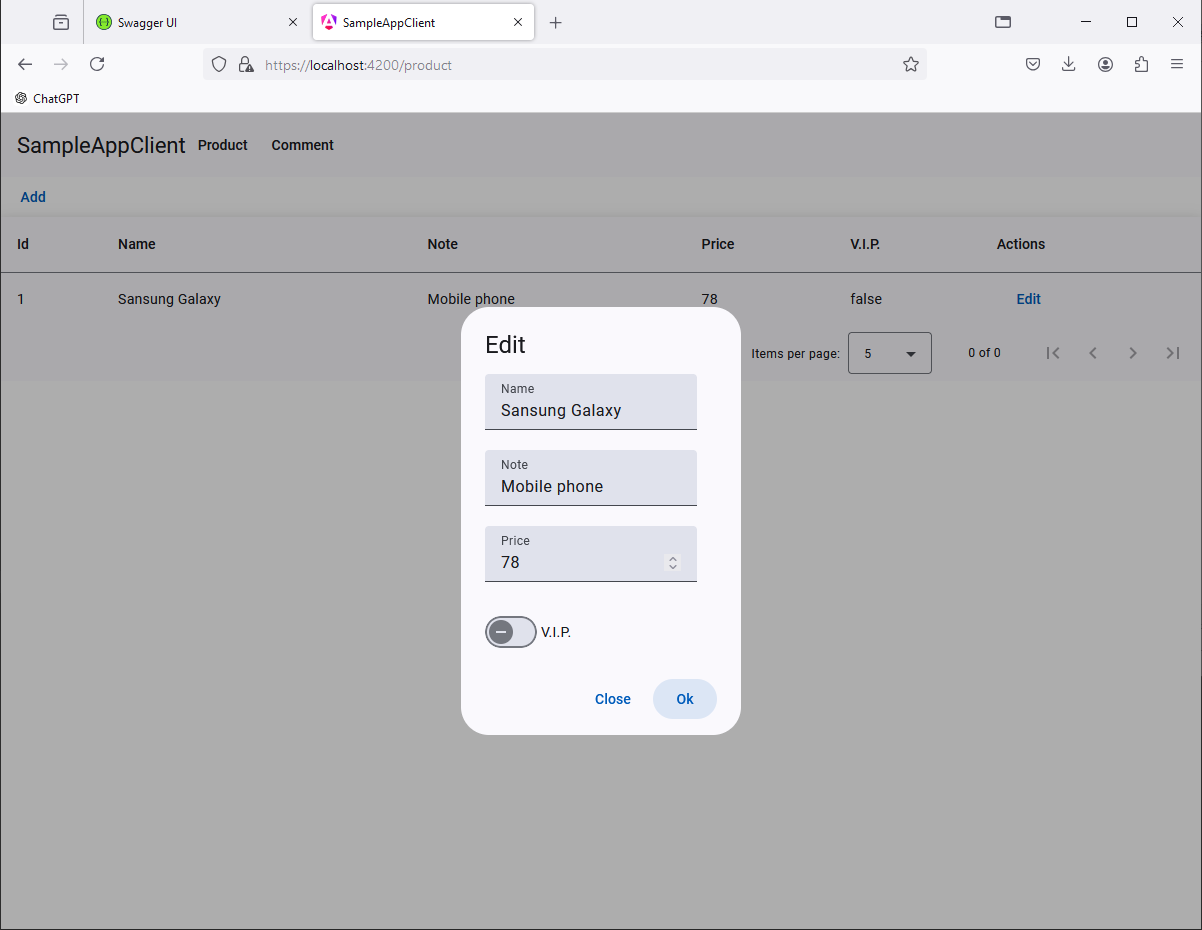 Swagger UI
SampleAppClient
https://localhost:4200/product
ChatGPT
SampleAppClient Product Comment
Add
Id Name Note Price V.I.P. Actions
1 Sansung Galaxy Mobile phone 78 false Edit
Items per page: 5 0 of 0
Edit
Name
Sansung Galaxy
Note
Mobile phone
Price
78
V.I.P.
Close Ok